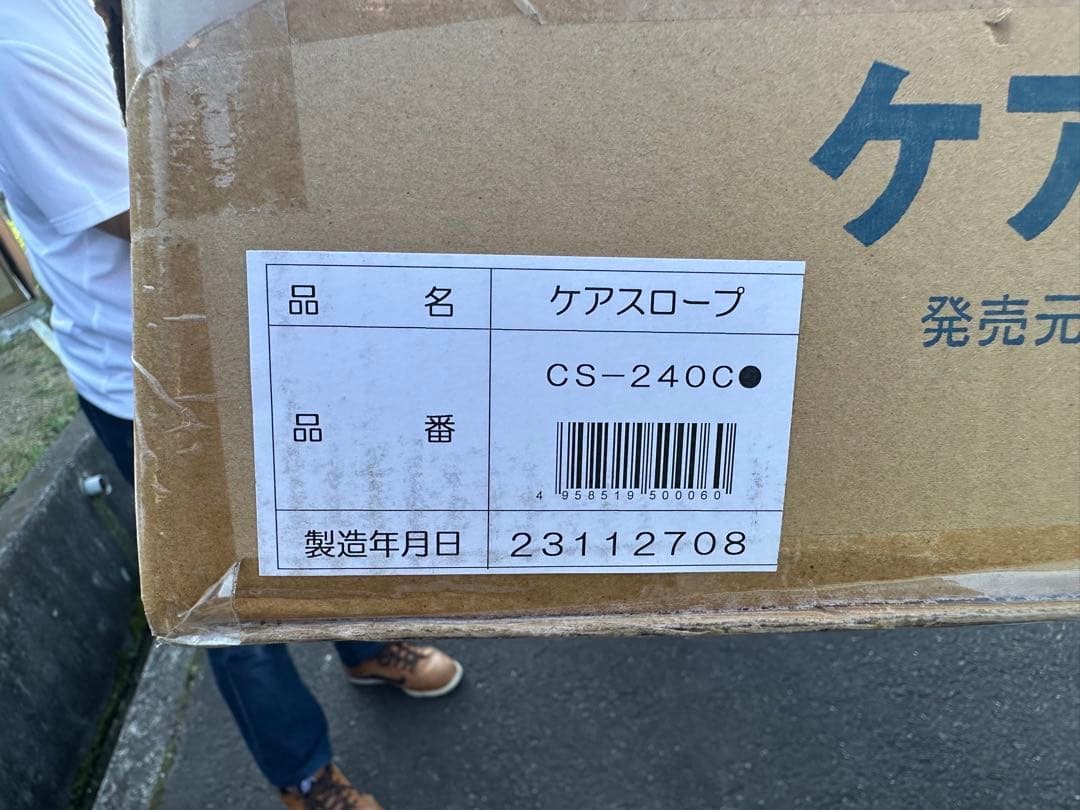 ケア
発売元
品名 ケアスロープ
品番 CS-240C●
4 958519 500060
製造年月日 23112708